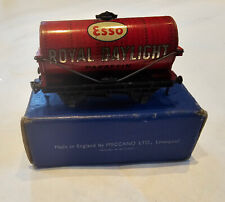 Esso
ROYAL DAYLIGHT
Made in England by MECCANO LTD., Liverpool